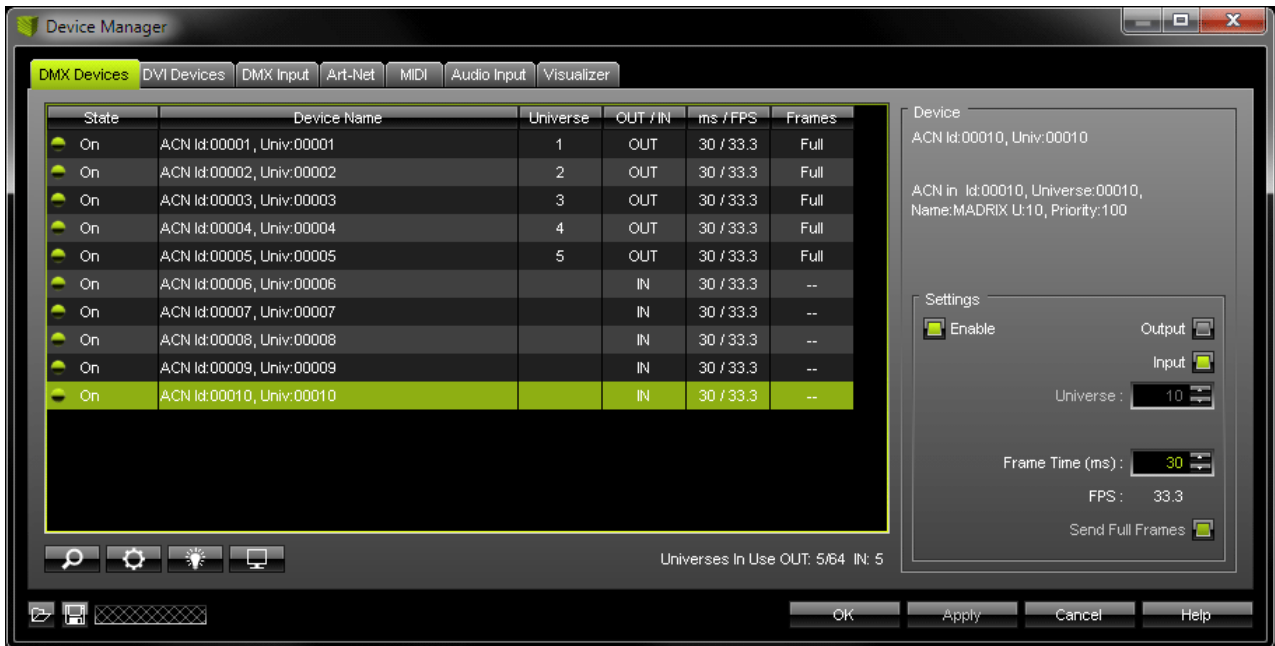 Device Manager
DMX Devices DVI Devices DMX Input Art-Net MIDI Audio Input Visualizer
State Device Name Universe OUT / IN ms / FPS Frames
On ACN Id:00001, Univ:00001 1 OUT 30 / 33.3 Full
On ACN Id:00002, Univ:00002 2 OUT 30 / 33.3 Full
On ACN Id:00003, Univ:00003 3 OUT 30 / 33.3 Full
On ACN Id:00004, Univ:00004 4 OUT 30 / 33.3 Full
On ACN Id:00005, Univ:00005 5 OUT 30 / 33.3 Full
On ACN Id:00006, Univ:00006 IN 30 / 33.3 --
On ACN Id:00007, Univ:00007 IN 30 / 33.3 --
On ACN Id:00008, Univ:00008 IN 30 / 33.3 --
On ACN Id:00009, Univ:00009 IN 30 / 33.3 --
On ACN Id:00010, Univ:00010 IN 30 / 33.3 --
Universes In Use OUT: 5/64 IN: 5
Device
ACN Id:00010, Univ:00010
ACN in Id:00010, Universe:00010,
Name:MADRIX U:10, Priority:100
Settings
Enable Output
Input
Universe : 10
Frame Time (ms) : 30
FPS : 33.3
Send Full Frames
OK Apply Cancel Help